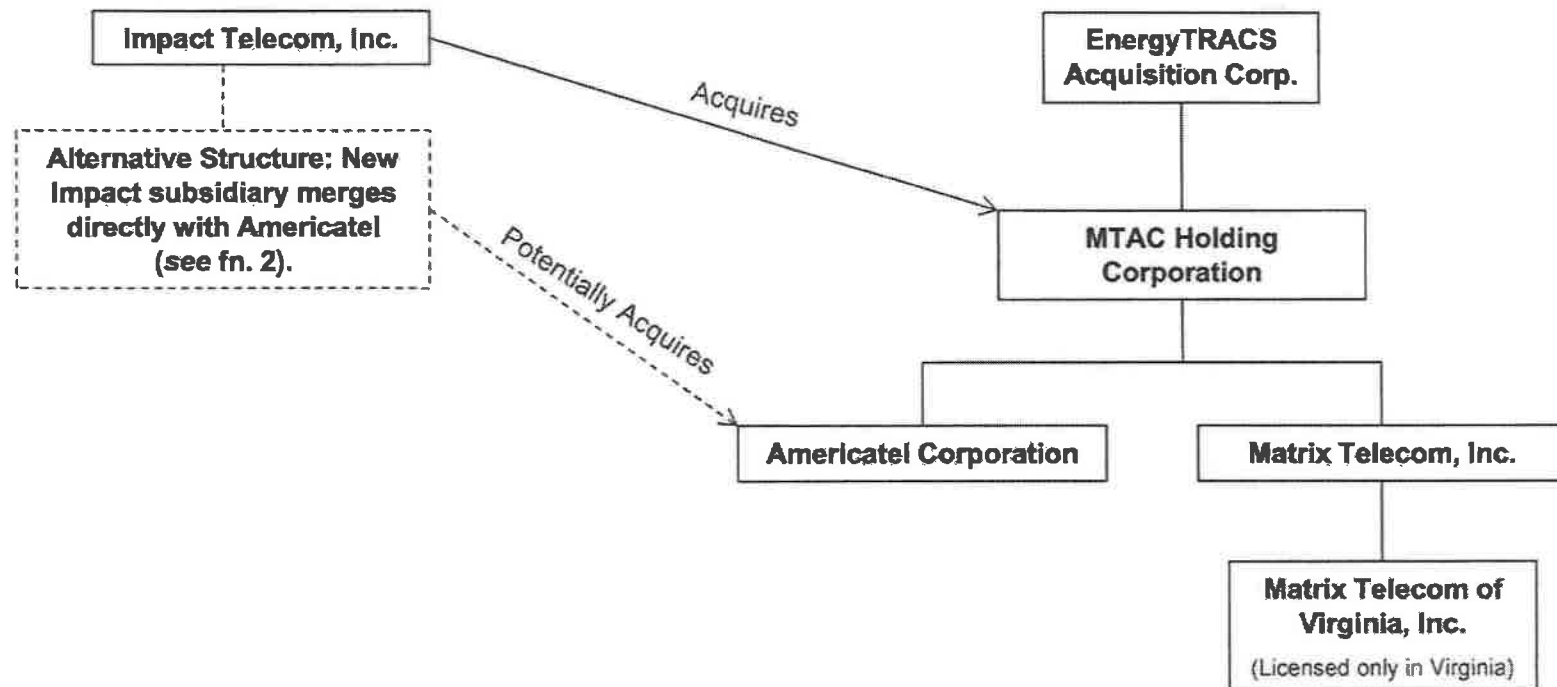 Impact Telecom, Inc.
EnergyTRACS
Acquisition Corp.
Acquires
Alternative Structure: New
Impact subsidiary merges
directly with Americatel
(see fn. 2).
MTAC Holding
Corporation
Potentially Acquires
Americatel Corporation
Matrix Telecom, Inc.
Matrix Telecom of
Virginia, Inc.
(Licensed only in Virginia)